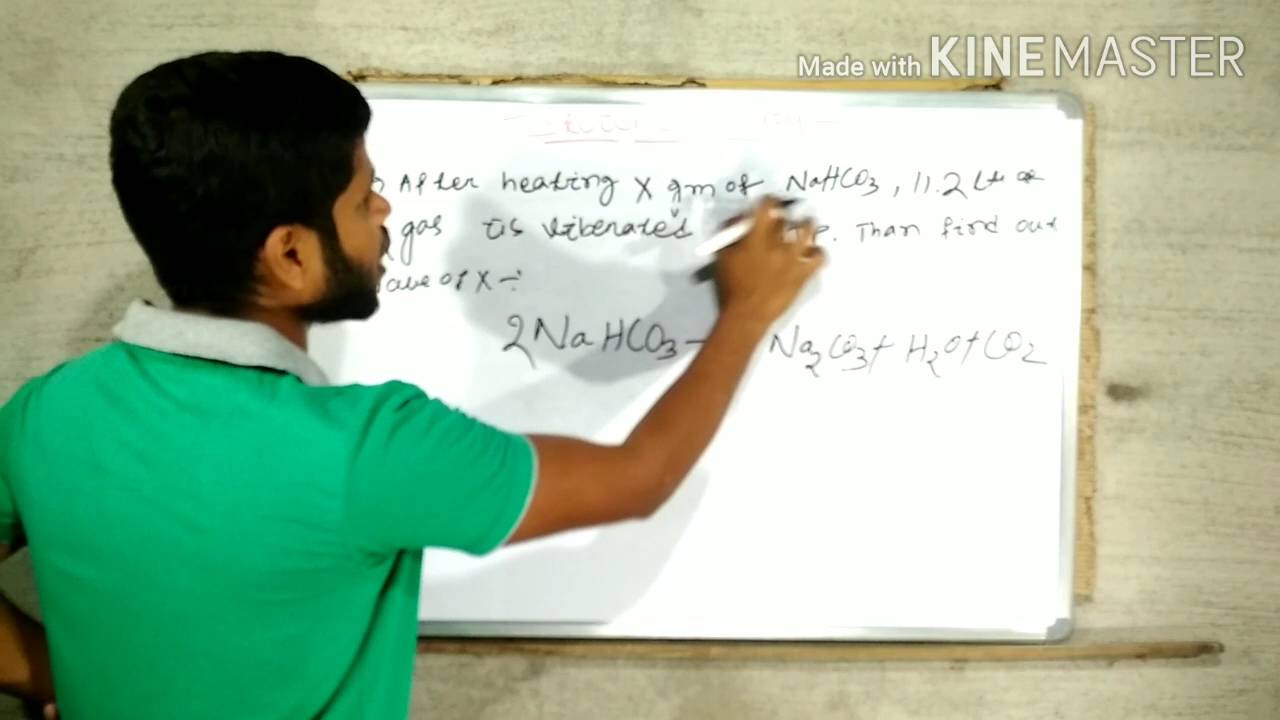 Made with KINEMASTER
After heating X gm of NaHCO3, 11.2 Lt
gas is liberated P. Than find out
of X ÷
2NaHCO3 Na2CO3 + H2O + CO2